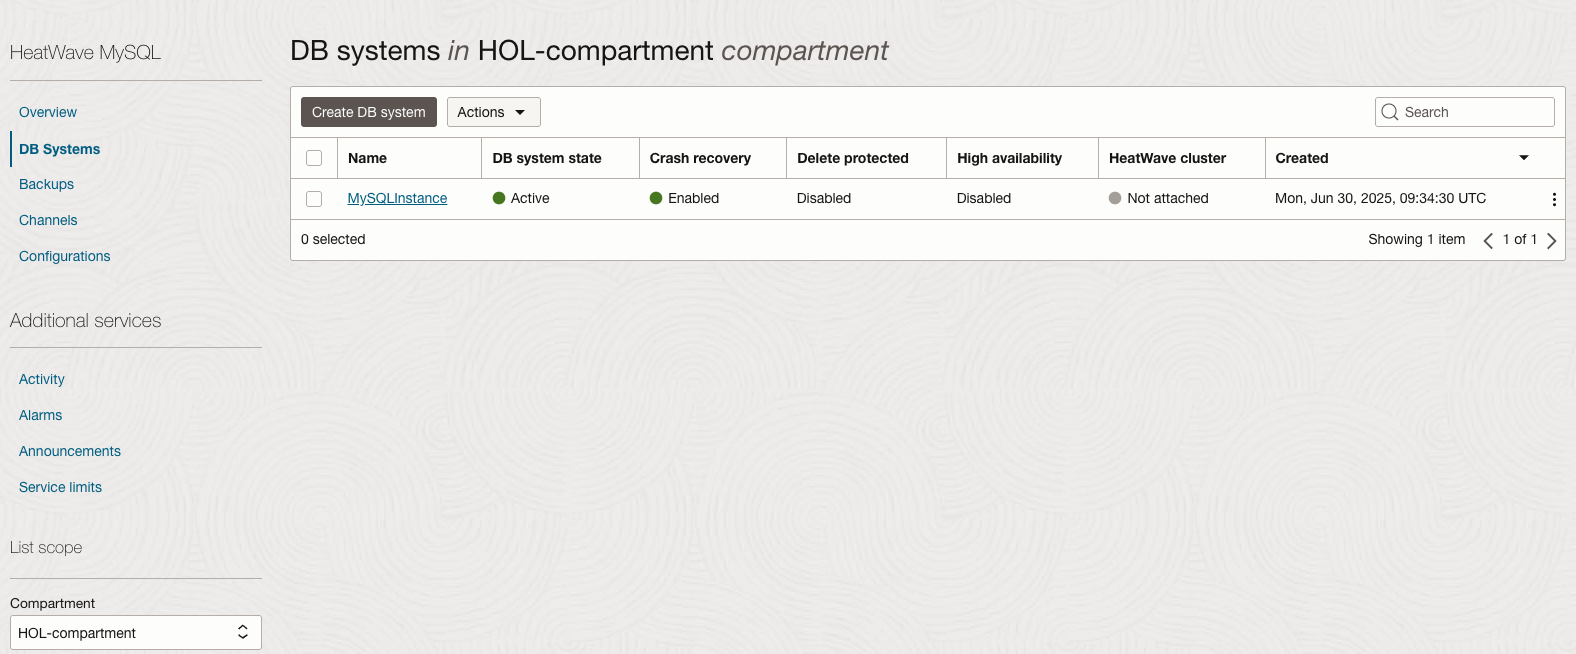 HeatWave MySQL
Overview
DB Systems
Backups
Channels
Configurations
Additional services
Activity
Alarms
Announcements
Service limits
List scope
Compartment
HOL-compartment
DB systems in HOL-compartment compartment
Create DB system Actions Search
Name DB system state Crash recovery Delete protected High availability HeatWave cluster Created
MySQLInstance Active Enabled Disabled Disabled Not attached Mon, Jun 30, 2025, 09:34:30 UTC
0 selected Showing 1 item 1 of 1